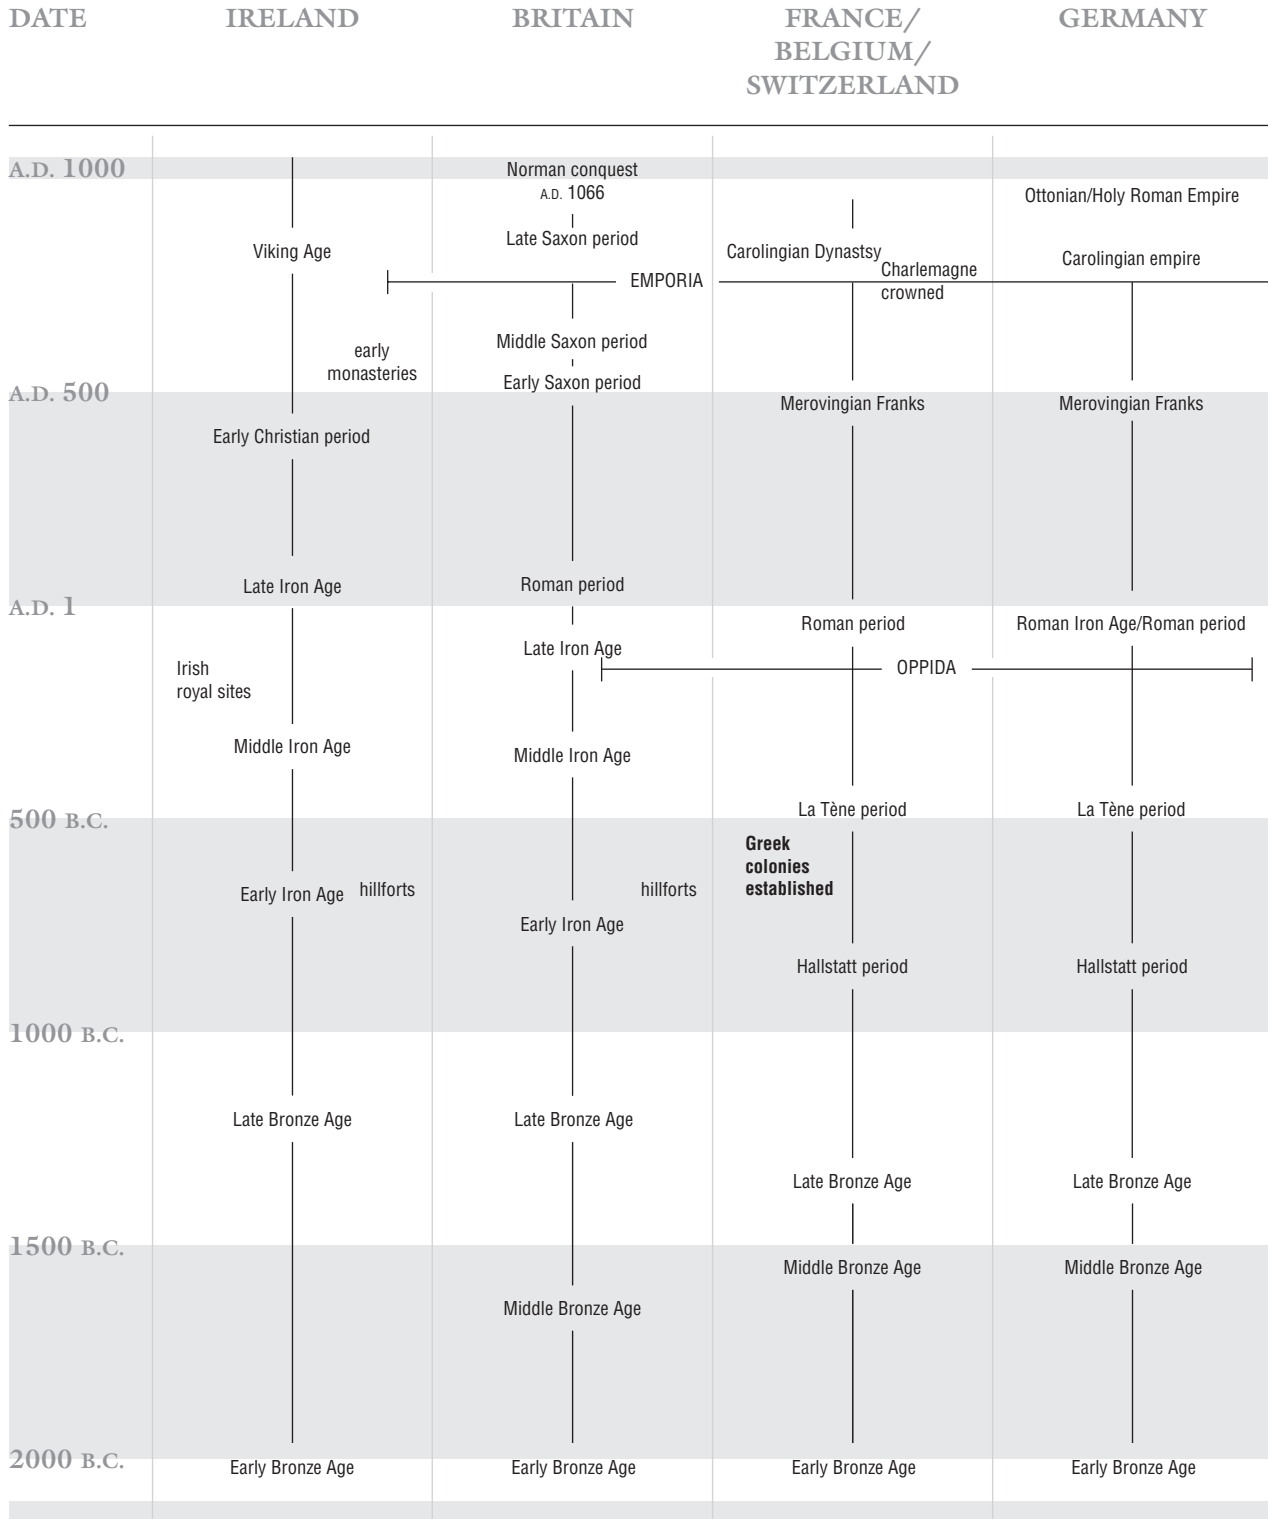 DATE
IRELAND
BRITAIN
FRANCE/
BELGIUM/
SWITZERLAND
GERMANY
A.D. 1000
Norman conquest
A.D. 1066
Ottonian/Holy Roman Empire
Late Saxon period
Viking Age
Carolingian Dynastsy
Carolingian empire
Charlemagne
crowned
EMPORIA
Middle Saxon period
early
monasteries
Early Saxon period
A.D. 500
Merovingian Franks
Merovingian Franks
Early Christian period
Late Iron Age
Roman period
A.D. 1
Roman period
Roman Iron Age/Roman period
Late Iron Age
Irish
royal sites
OPPIDA
Middle Iron Age
Middle Iron Age
La Tène period
La Tène period
500 B.C.
Greek
colonies
established
Early Iron Age
hillforts
hillforts
Early Iron Age
Hallstatt period
Hallstatt period
1000 B.C.
Late Bronze Age
Late Bronze Age
Late Bronze Age
Late Bronze Age
1500 B.C.
Middle Bronze Age
Middle Bronze Age
Middle Bronze Age
2000 B.C.
Early Bronze Age
Early Bronze Age
Early Bronze Age
Early Bronze Age